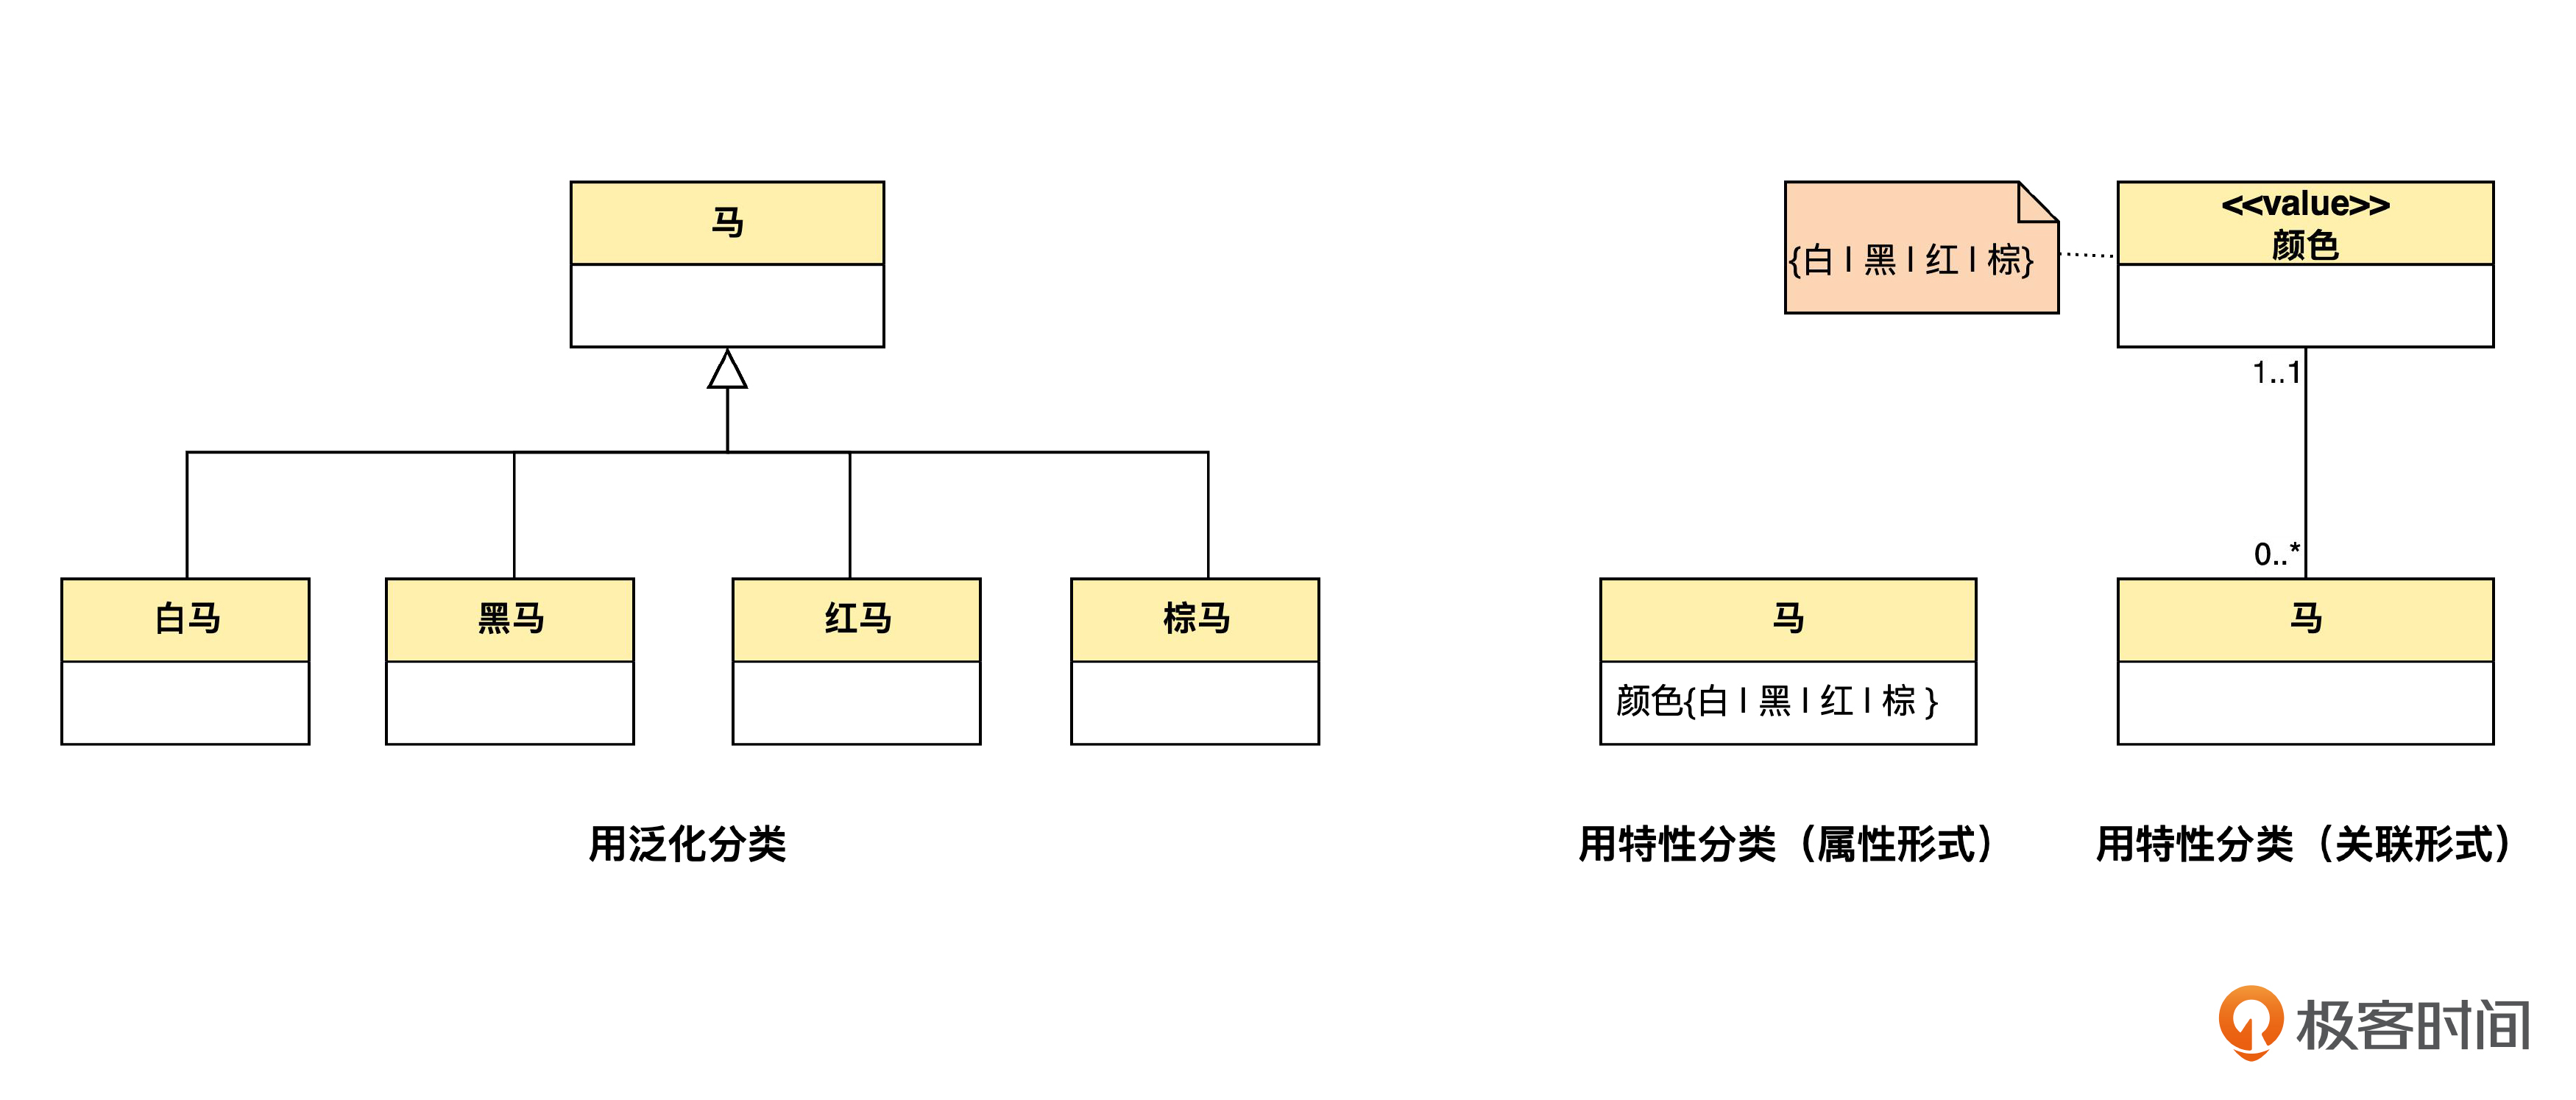 马
白马
黑马
红马
棕马
用泛化分类
{白 | 黑 | 红 | 棕}
<<value>>
颜色
1..1
0..*
马
颜色{白 | 黑 | 红 | 棕 }
马
用特性分类（属性形式）
用特性分类（关联形式）
极客时间